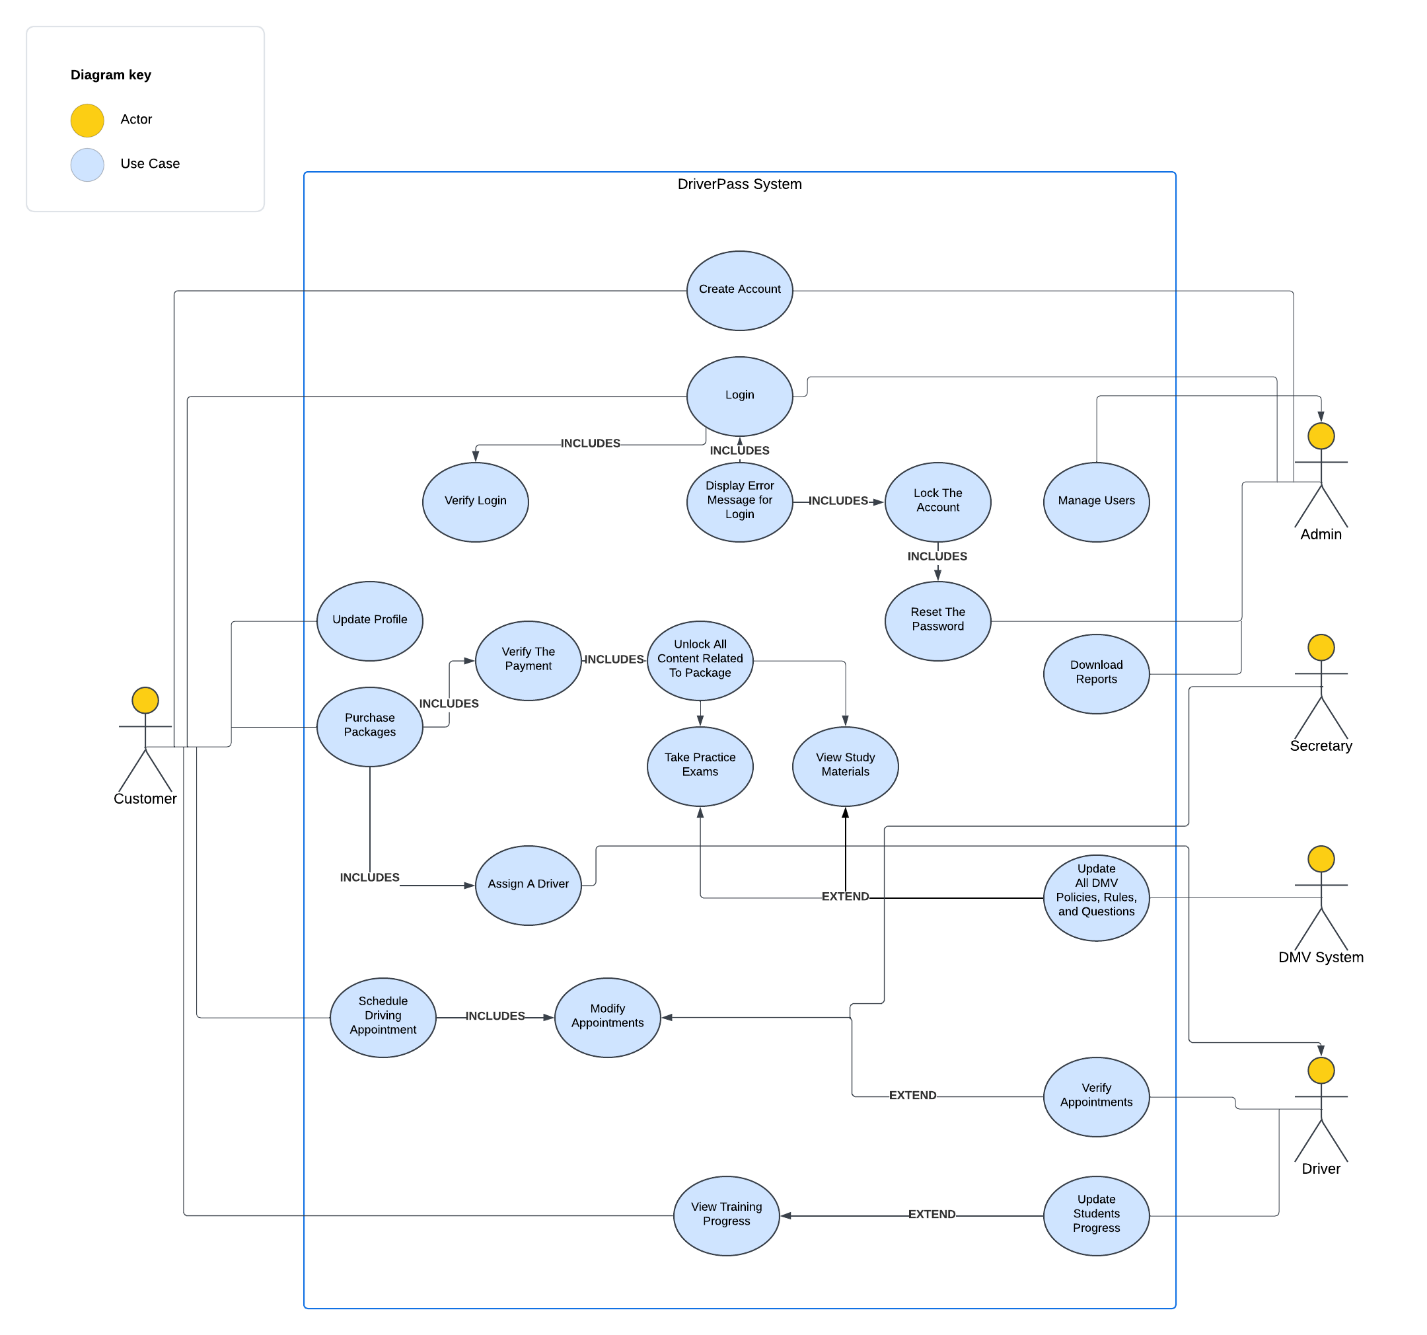 Diagram key
Actor
Use Case
DriverPass System
Create Account
Login
INCLUDES
INCLUDES
Verify Login
Display Error
Message for
Login
INCLUDES
Lock The
Account
Manage Users
Admin
INCLUDES
Update Profile
Reset The
Password
Verify The
Payment
INCLUDES
Unlock All
Content Related
To Package
Download
Reports
INCLUDES
Purchase
Packages
Secretary
Take Practice
Exams
View Study
Materials
Customer
INCLUDES
Assign A Driver
EXTEND
Update
All DMV
Policies, Rules,
and Questions
DMV System
Schedule
Driving
Appointment
INCLUDES
Modify
Appointments
EXTEND
Verify
Appointments
Driver
View Training
Progress
EXTEND
Update
Students
Progress